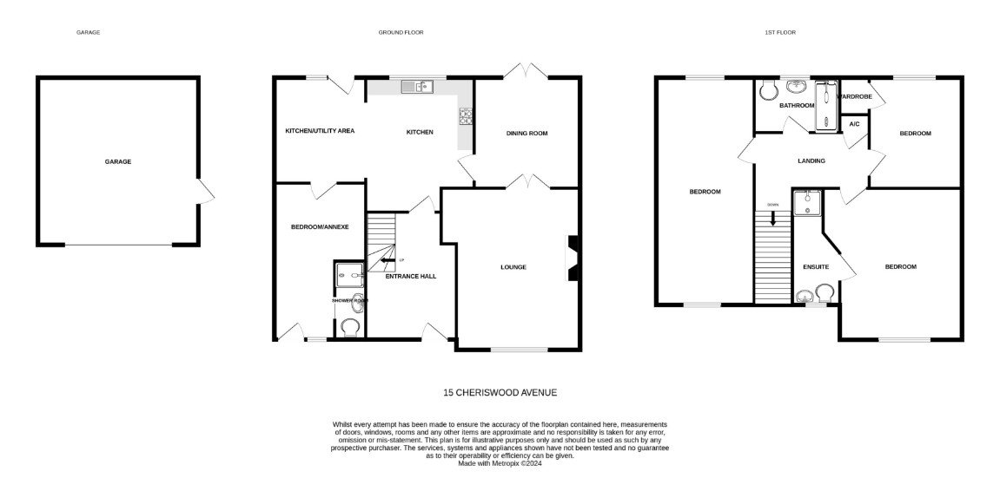 GARAGE
GROUND FLOOR
1ST FLOOR
GARAGE
KITCHEN/UTILITY AREA
KITCHEN
DINING ROOM
BEDROOM/ANNEXE
UP
ENTRANCE HALL
SHOWER ROOM
LOUNGE
BATHROOM
WARDROBE
A/C
BEDROOM
LANDING
BEDROOM
DOWN
ENSUITE
BEDROOM
15 CHERISWOOD AVENUE
Whilst every attempt has been made to ensure the accuracy of the floorplan contained here, measurements
of doors, windows, rooms and any other items are approximate and no responsibility is taken for any error,
omission or mis-statement. This plan is for illustrative purposes only and should be used as such by any
prospective purchaser. The services, systems and appliances shown have not been tested and no guarantee
as to their operability or efficiency can be given.
Made with Metropix ©2024